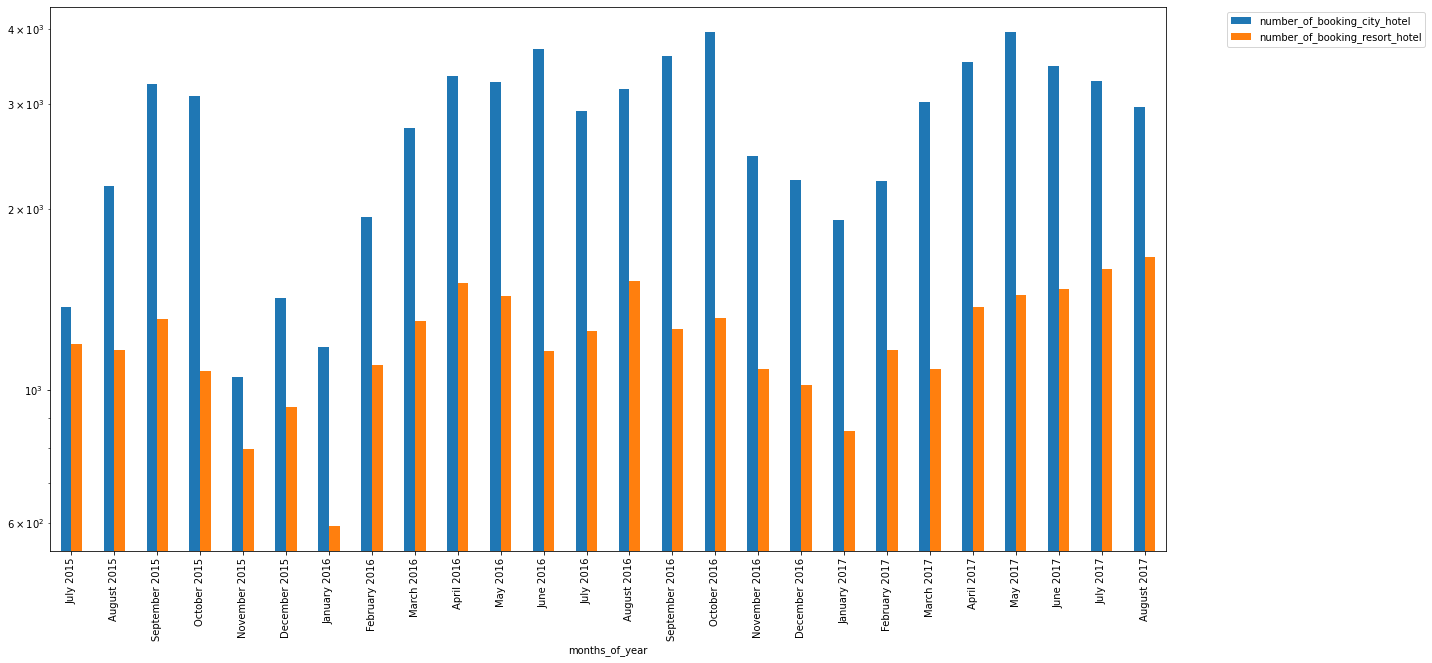 4 × 10³
3 × 10³
2 × 10³
10³
6 × 10²
number_of_booking_city_hotel
number_of_booking_resort_hotel
July 2015
August 2015
September 2015
October 2015
November 2015
December 2015
January 2016
February 2016
March 2016
April 2016
May 2016
June 2016
July 2016
August 2016
September 2016
October 2016
November 2016
December 2016
January 2017
February 2017
March 2017
April 2017
May 2017
June 2017
July 2017
August 2017
months_of_year